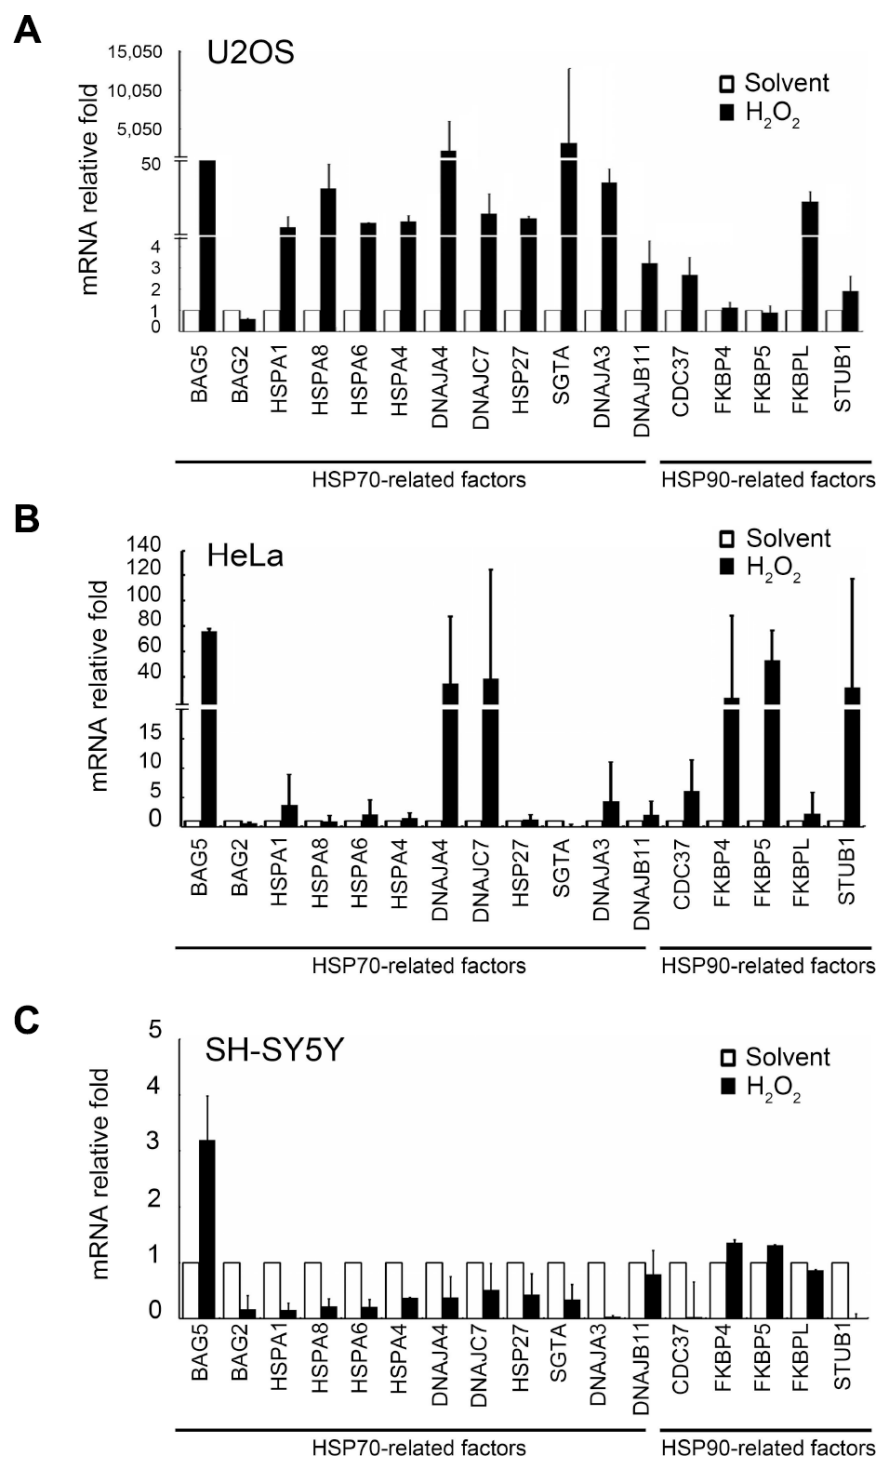 A
U2OS
mRNA relative fold
15,050
10,050
5,050
50
4
3
2
1
0
Solvent
H₂O₂
BAG5
BAG2
HSPA1
HSPA8
HSPA6
HSPA4
DNAJA4
DNAJC7
HSP27
SGTA
DNAJA3
DNAJB11
CDC37
FKBP4
FKBP5
FKBPL
STUB1
HSP70-related factors
HSP90-related factors
B
HeLa
mRNA relative fold
140
120
100
80
60
40
15
10
5
0
Solvent
H₂O₂
BAG5
BAG2
HSPA1
HSPA8
HSPA6
HSPA4
DNAJA4
DNAJC7
HSP27
SGTA
DNAJA3
DNAJB11
CDC37
FKBP4
FKBP5
FKBPL
STUB1
HSP70-related factors
HSP90-related factors
C
SH-SY5Y
mRNA relative fold
5
4
3
2
1
0
Solvent
H₂O₂
BAG5
BAG2
HSPA1
HSPA8
HSPA6
HSPA4
DNAJA4
DNAJC7
HSP27
SGTA
DNAJA3
DNAJB11
CDC37
FKBP4
FKBP5
FKBPL
STUB1
HSP70-related factors
HSP90-related factors